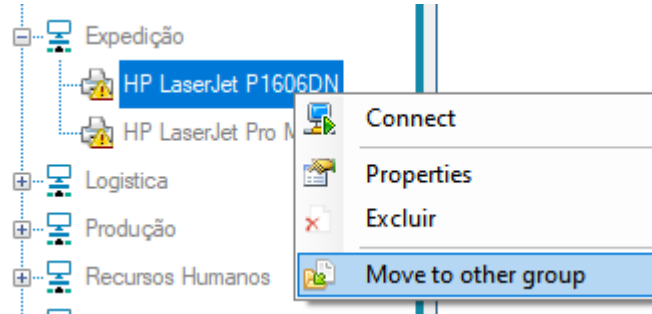 Expedição
HP LaserJet P1606DN
HP LaserJet Pro
Logistica
Produção
Recursos Humanos
Connect
Properties
Excluir
Move to other group